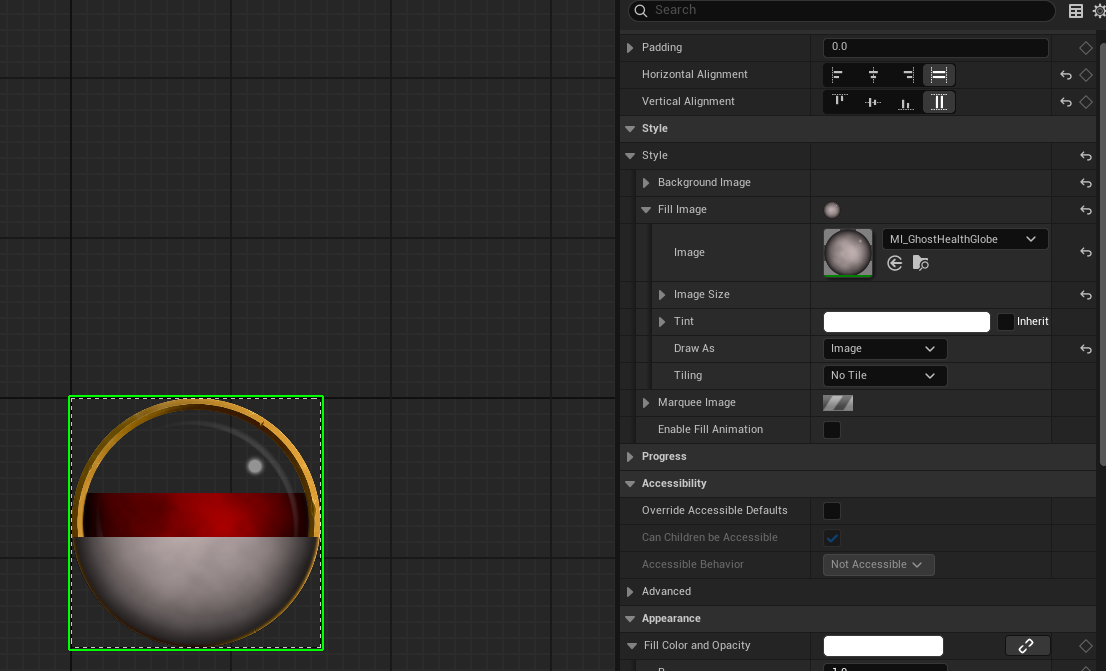 Search
Padding 0.0
Horizontal Alignment
Vertical Alignment
Style
Style
Background Image
Fill Image
Image MI_GhostHealthGlobe
Image Size
Tint Inherit
Draw As Image
Tiling No Tile
Marquee Image
Enable Fill Animation
Progress
Accessibility
Override Accessible Defaults
Can Children be Accessible
Accessible Behavior Not Accessible
Advanced
Appearance
Fill Color and Opacity